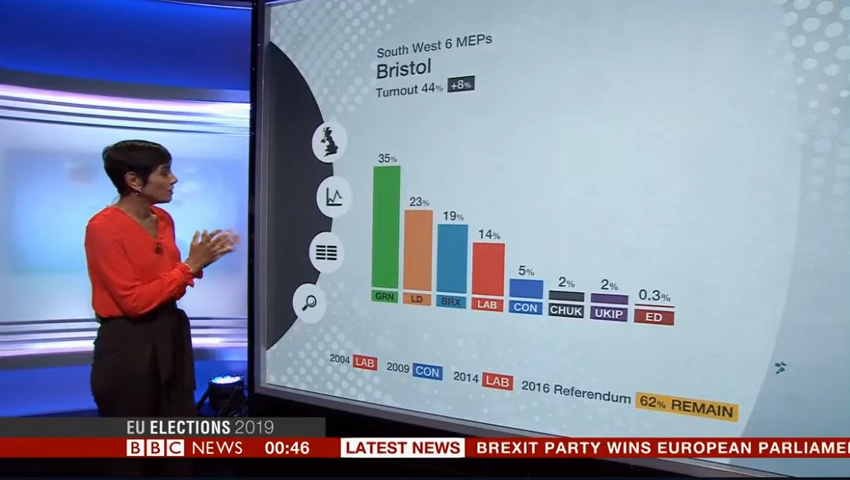 South West 6 MEPs
Bristol
Turnout 44% +8%
35%
23%
19%
14%
5%
2%
2%
0.3%
GRN
LD
BRX
LAB
CON
CHUK
UKIP
ED
2004 LAB
2009 CON
2014 LAB
2016 Referendum 62% REMAIN
EU ELECTIONS 2019
BBC NEWS 00:46 LATEST NEWS BREXIT PARTY WINS EUROPEAN PARLIAME